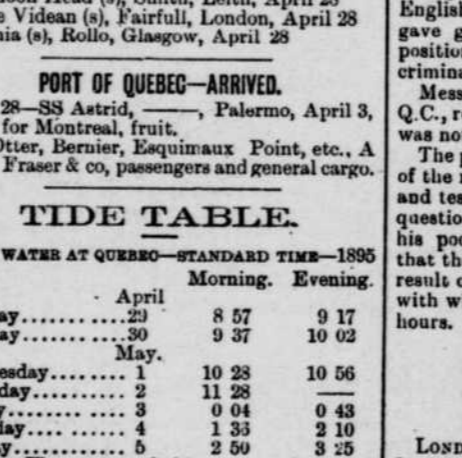 Videan (s), Fairfull, London, April 28
(s), Rollo, Glasgow, April 28
PORT OF QUEBEC—ARRIVED.
28—SS Astrid, ———, Palermo, April 3,
for Montreal, fruit.
Otter, Bernier, Esquimaux Point, etc., A
Fraser & co, passengers and general cargo.
TIDE TABLE.
WATER AT QUEBEC—STANDARD TIME—1895
Morning. Evening.
April
ay............29 8 57 9 17
ay............30 9 37 10 02
May.
esday......... 1 10 28 10 56
day......... 2 11 28 ———
y............ 3 0 04 0 43
day............ 4 1 33 2 10
y............ 5 2 50 3 25
English
gave g
position
crimina
Mess
Q.C., r
was no
The p
of the r
and tes
questio
his po
that th
result o
with w
hours.
LOND